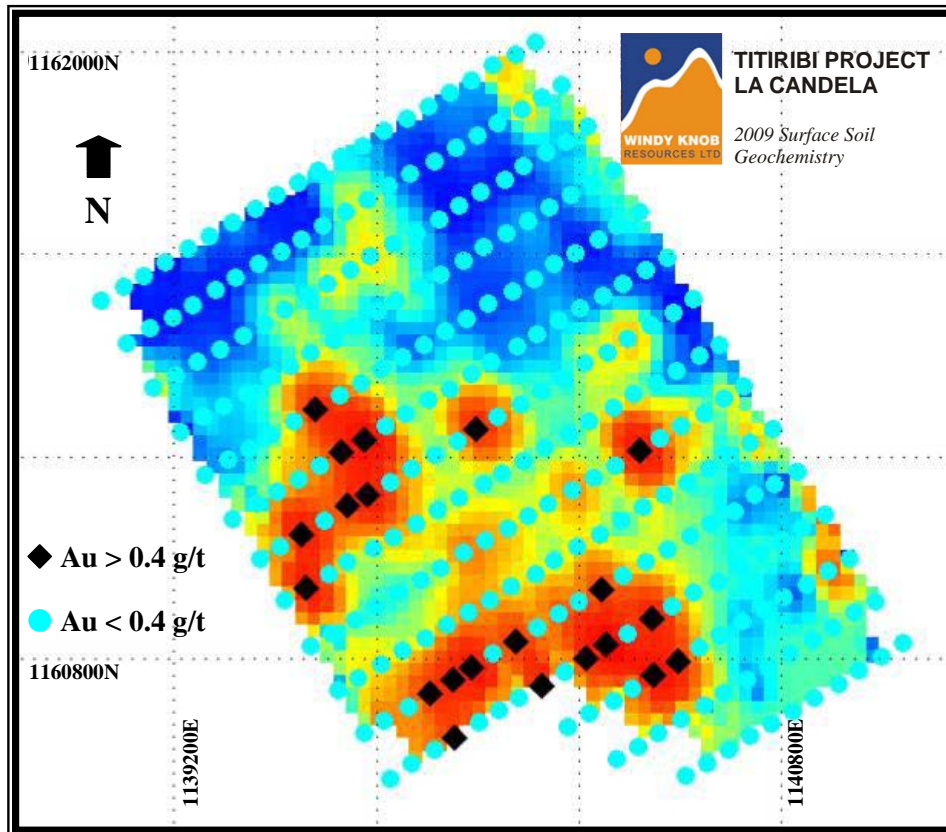 1162000N
TITIRIBI PROJECT
LA CANDELA
WINDY KNOB
RESOURCES LTD
2009 Surface Soil
Geochemistry
N
Au > 0.4 g/t
Au < 0.4 g/t
1160800N
1139200E
1140800E